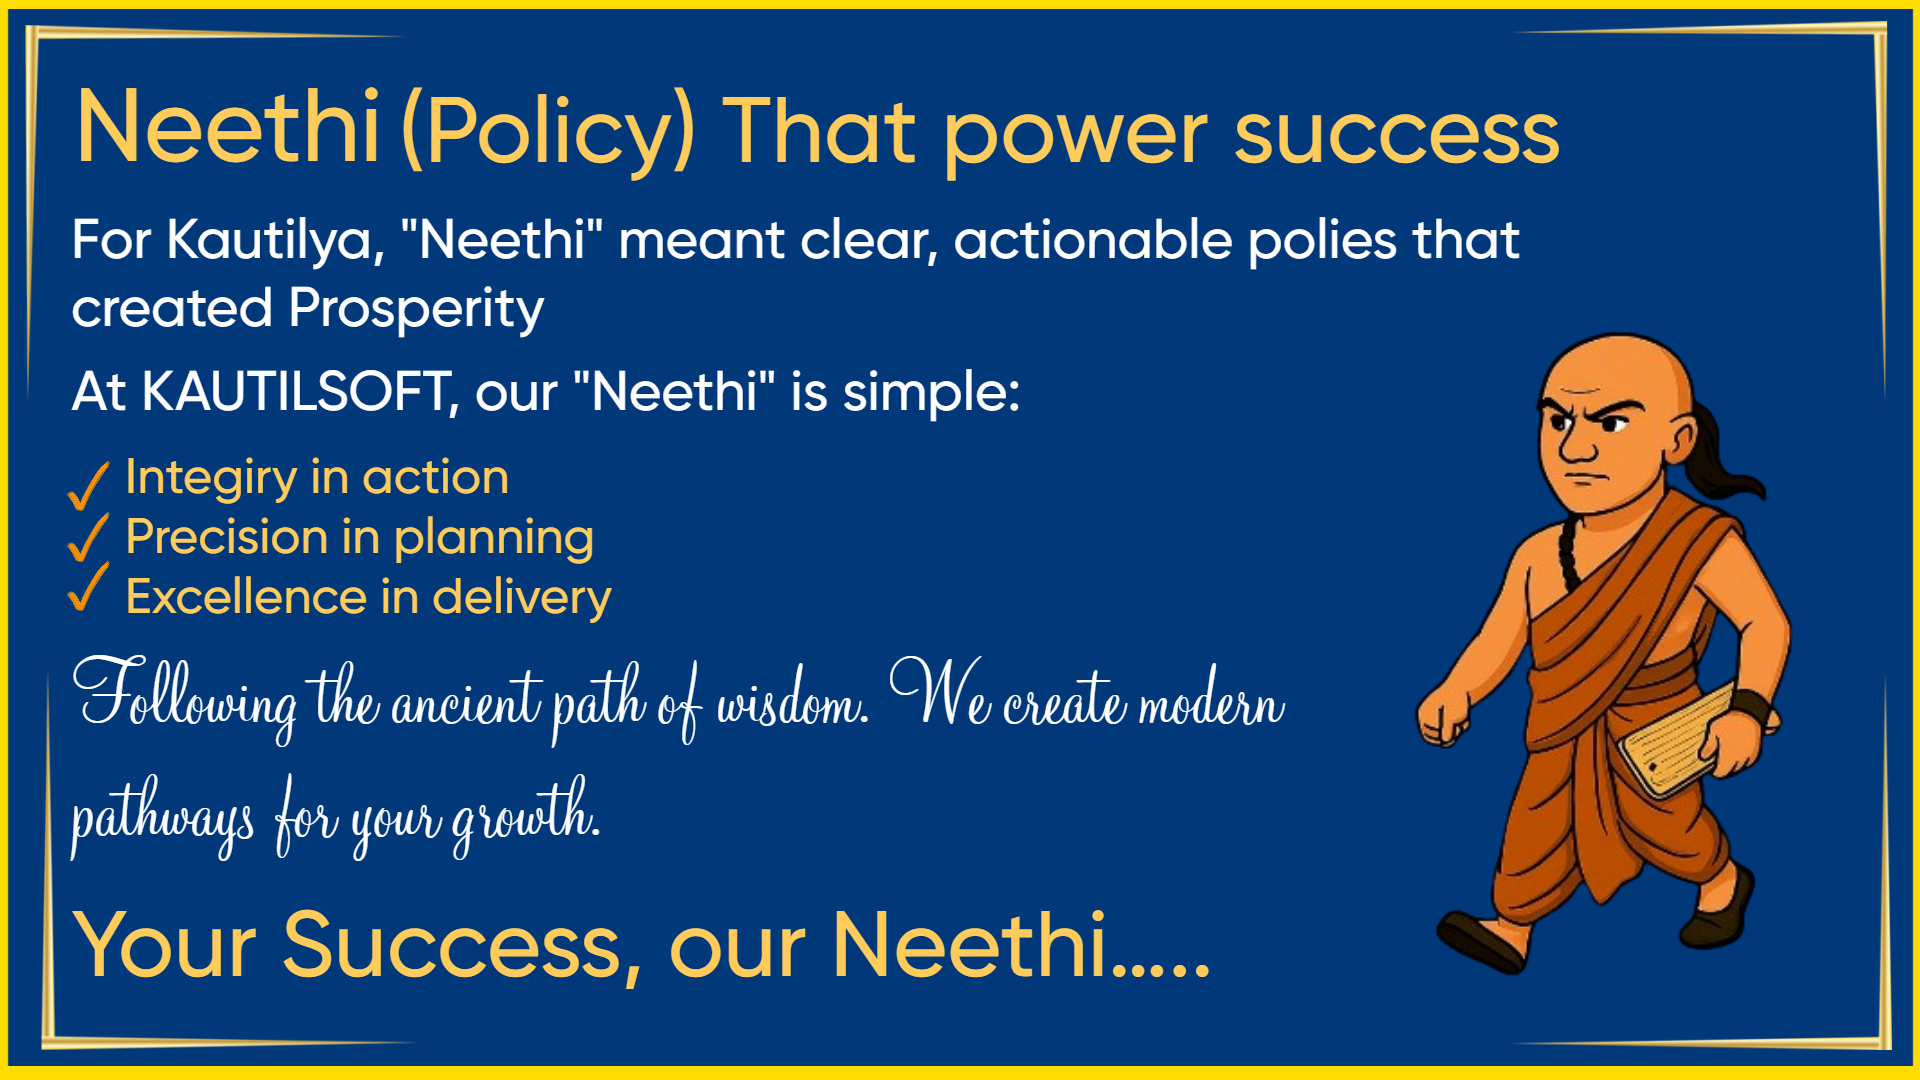 Neethi (Policy) That power success
For Kautilya, "Neethi" meant clear, actionable polies that
created Prosperity
At KAUTILSOFT, our "Neethi" is simple:
Integiry in action
Precision in planning
Excellence in delivery
Following the ancient path of wisdom. We create modern
pathways for your growth.
Your Success, our Neethi.....